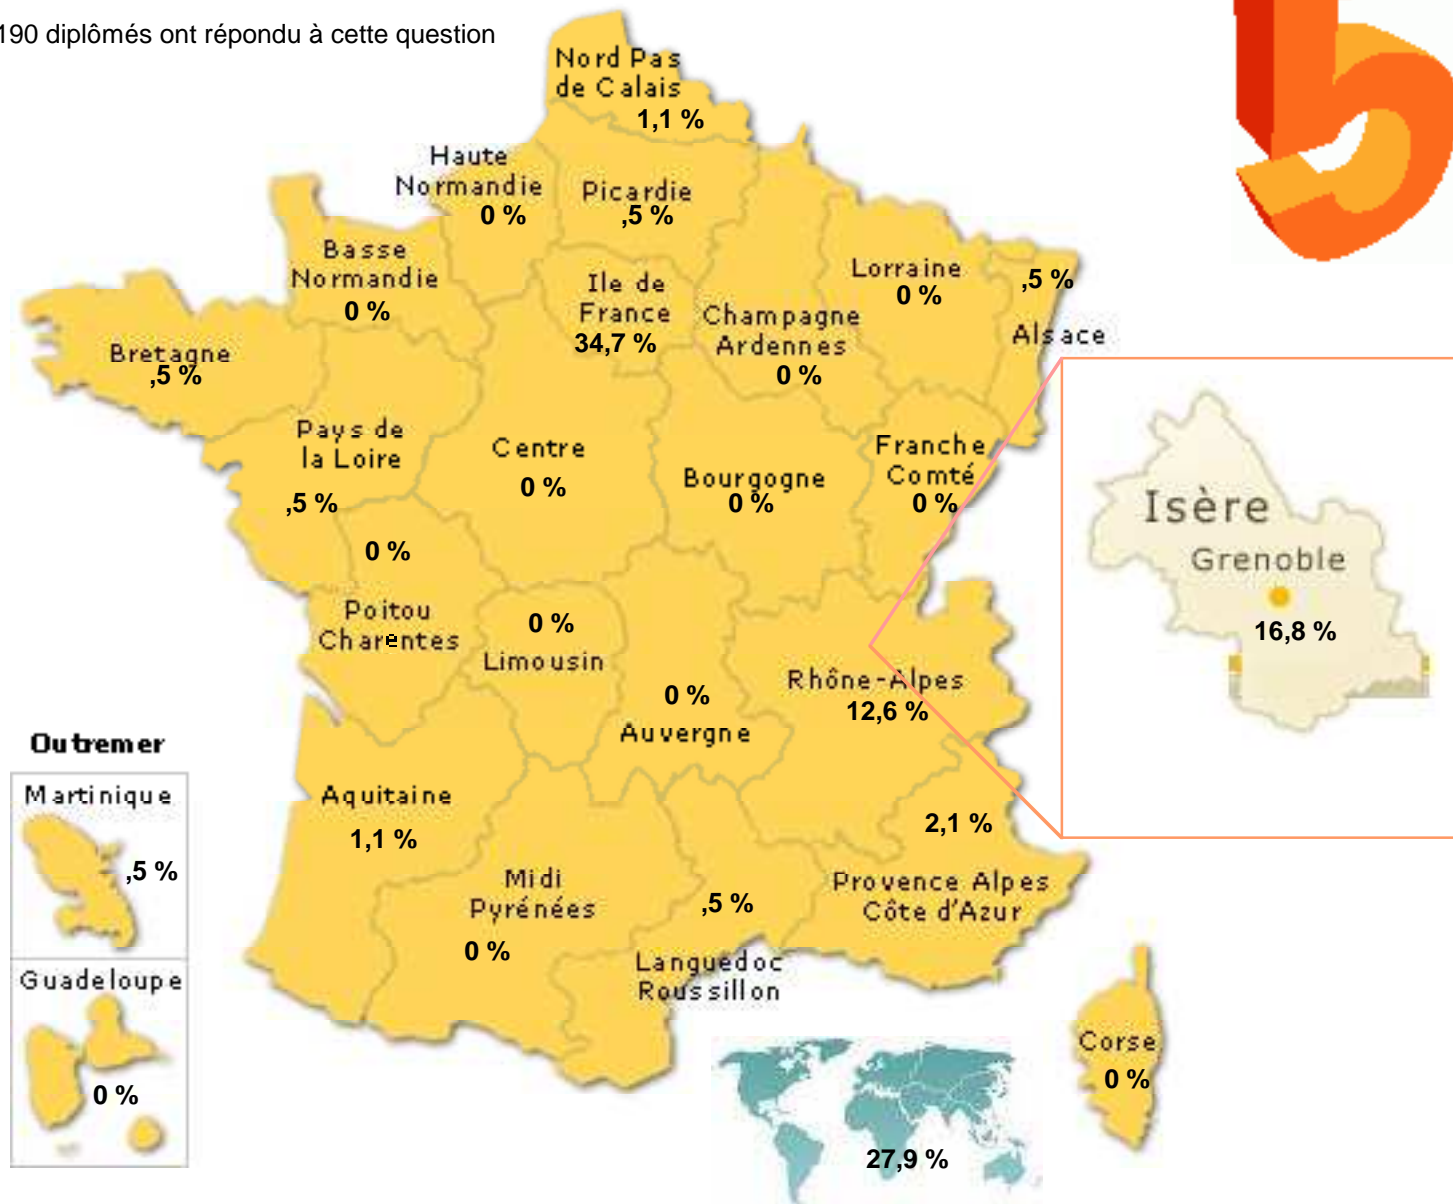 190 diplômés ont répondu à cette question
Nord Pas
de Calais
1,1 %
Haute
Normandie
0 %
Picardie
,5 %
Basse
Normandie
0 %
Ile de
France
34,7 %
Champagne
Ardennes
0 %
Lorraine
0 %
,5 %
Alsace
Bretagne
,5 %
Pays de
la Loire
,5 %
Centre
0 %
Bourgogne
0 %
Franche
Comté
0 %
Isère
Grenoble
16,8 %
0 %
Poitou
Charentes
0 %
Limousin
0 %
Auvergne
Rhône-Alpes
12,6 %
Outremer
Martinique
,5 %
Guadeloupe
0 %
Aquitaine
1,1 %
Midi
Pyrénées
0 %
,5 %
Languedoc
Roussillon
2,1 %
Provence Alpes
Côte d'Azur
Corse
0 %
27,9 %